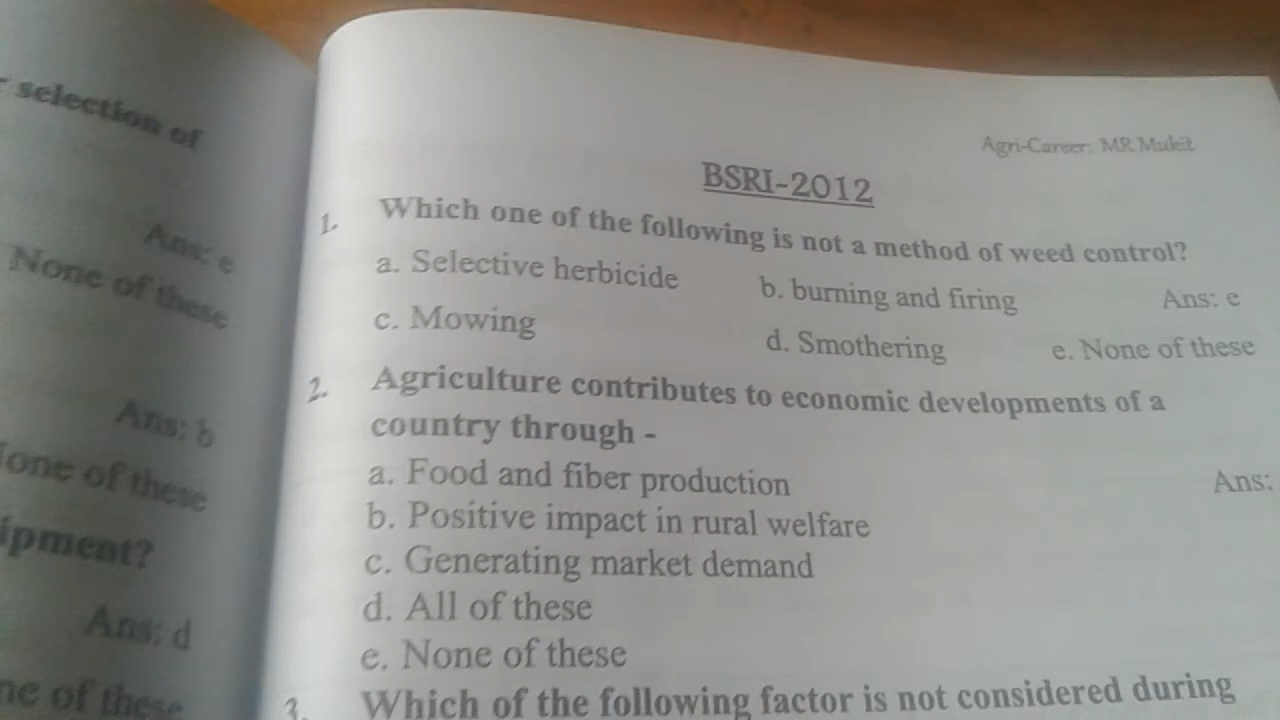 selection of
Ans: e
None of these
Ans: b
of these
Ans: d
of these
Agri-Career: MR Mukit
BSRI-2012
1. Which one of the following is not a method of weed control?
a. Selective herbicide b. burning and firing Ans: e
c. Mowing d. Smothering e. None of these
2. Agriculture contributes to economic developments of a
country through -
a. Food and fiber production Ans:
b. Positive impact in rural welfare
c. Generating market demand
d. All of these
e. None of these
3. Which of the following factor is not considered during